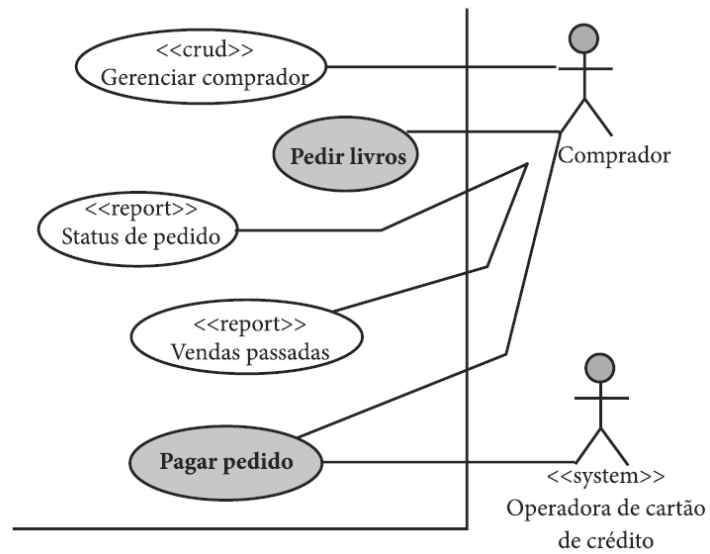 <<crud>>
Gerenciar comprador
Pedir livros
Comprador
<<report>>
Status de pedido
<<report>>
Vendas passadas
Pagar pedido
<<system>>
Operadora de cartão
de crédito